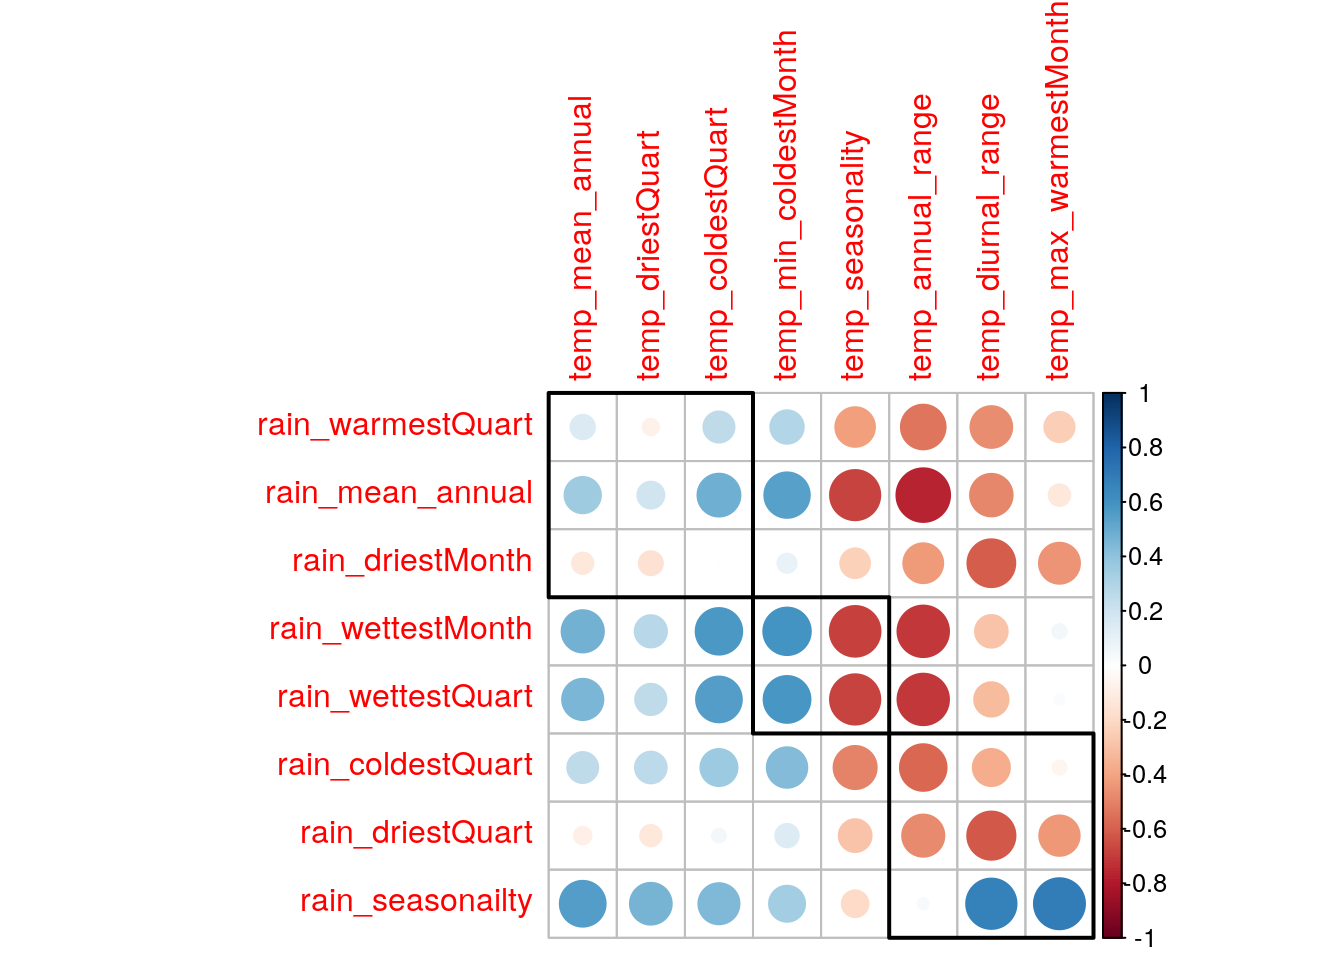 temp_mean_annual
temp_driestQuart
temp_coldestQuart
temp_min_coldestMonth
temp_seasonality
temp_annual_range
temp_diurnal_range
temp_max_warmestMonth
rain_warmestQuart
rain_mean_annual
rain_driestMonth
rain_wettestMonth
rain_wettestQuart
rain_coldestQuart
rain_driestQuart
rain_seasonailty
1
0.8
0.6
0.4
0.2
0
-0.2
-0.4
-0.6
-0.8
-1